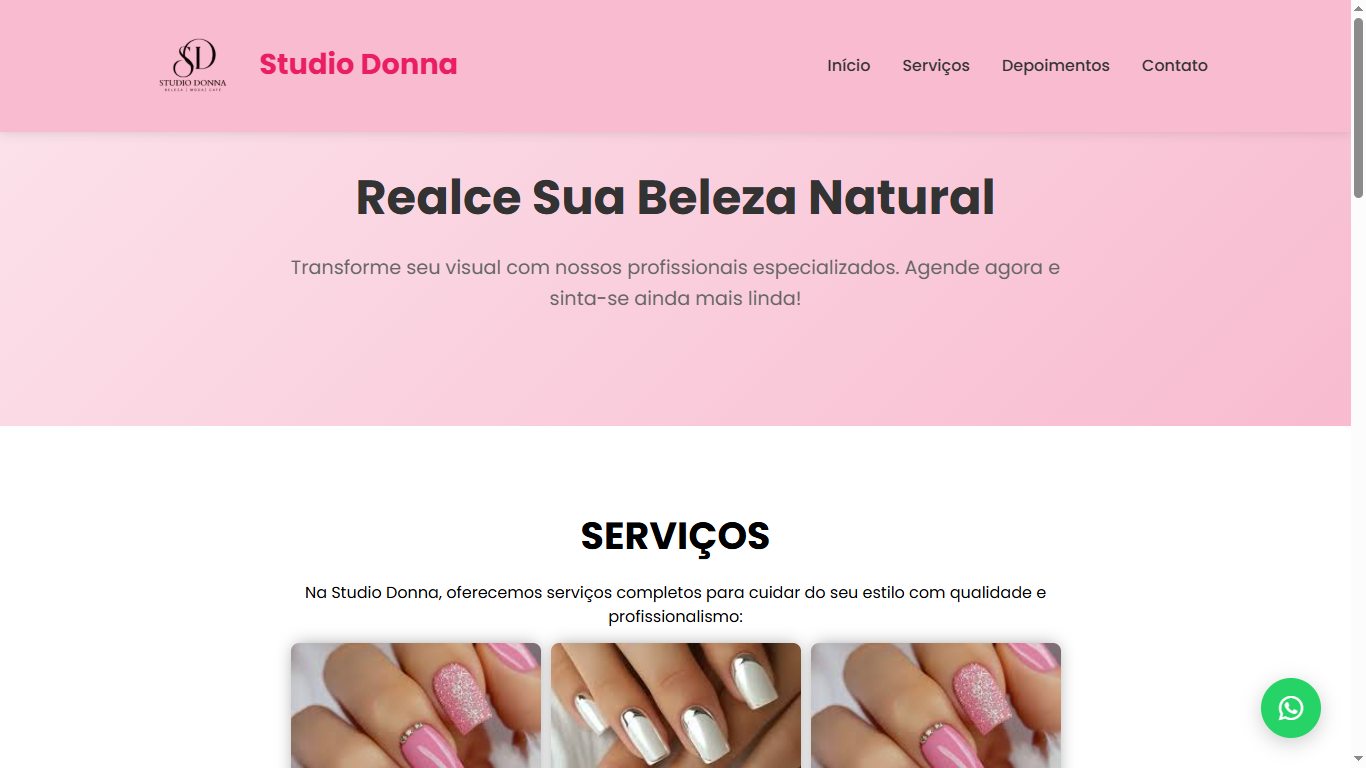 SD
STUDIO DONNA
BELEZA | MODA| CAFÉ
Studio Donna
Início
Serviços
Depoimentos
Contato
Realce Sua Beleza Natural
Transforme seu visual com nossos profissionais especializados. Agende agora e
sinta-se ainda mais linda!
SERVIÇOS
Na Studio Donna, oferecemos serviços completos para cuidar do seu estilo com qualidade e
profissionalismo: